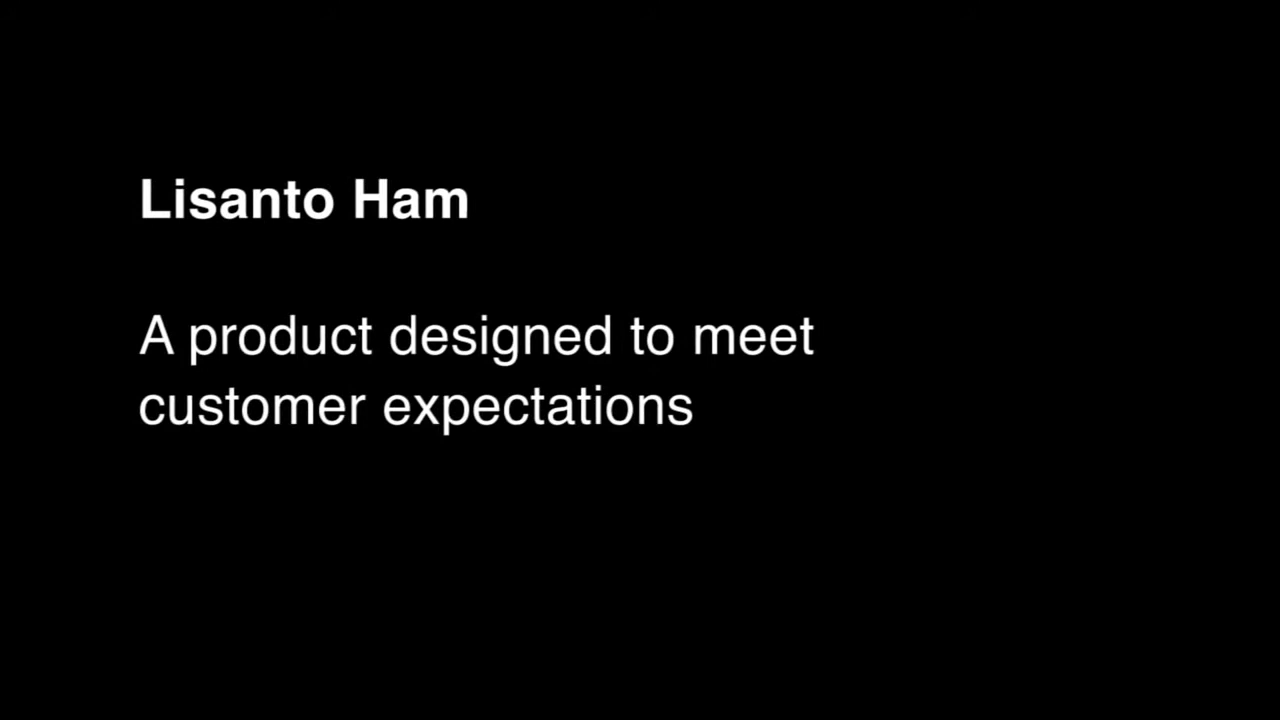 Lisanto Ham
A product designed to meet
customer expectations